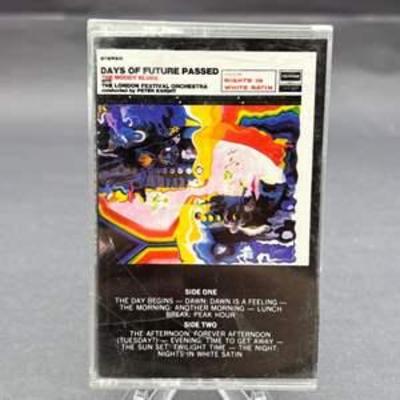 STEREO
DAYS OF FUTURE PASSED
THE MOODY BLUES
THE LONDON FESTIVAL ORCHESTRA
conducted by PETER KNIGHT
NIGHTS IN
WHITE SATIN
SIDE ONE
THE DAY BEGINS — DAWN: DAWN IS A FEELING —
THE MORNING: ANOTHER MORNING — LUNCH
BREAK: PEAK HOUR
SIDE TWO
THE AFTERNOON: FOREVER AFTERNOON
(TUESDAY?) — EVENING: TIME TO GET AWAY —
THE SUN SET: TWILIGHT TIME — THE NIGHT:
NIGHTS IN WHITE SATIN